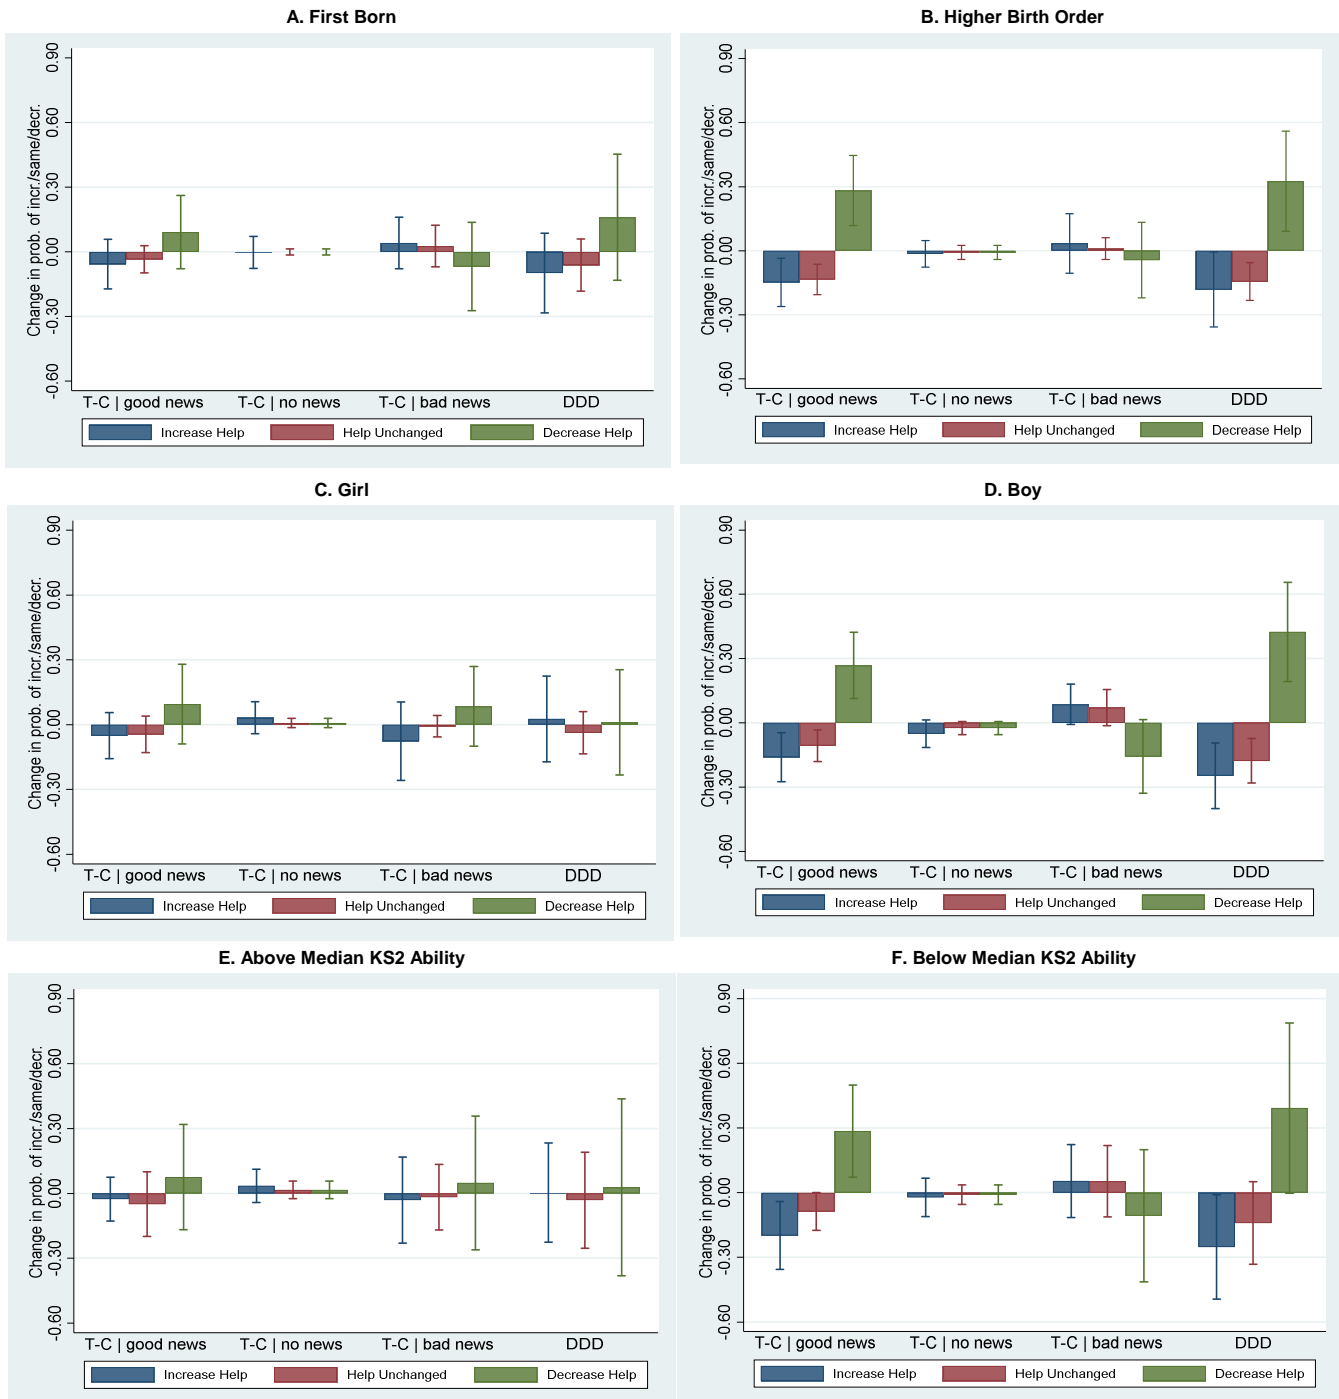 A. First Born
Change in prob. of incr./same/decr.
0.90
0.60
0.30
0.00
-0.30
-0.60
T-C | good news T-C | no news T-C | bad news DDD
Increase Help Help Unchanged Decrease Help
B. Higher Birth Order
Change in prob. of incr./same/decr.
0.90
0.60
0.30
0.00
-0.30
-0.60
T-C | good news T-C | no news T-C | bad news DDD
Increase Help Help Unchanged Decrease Help
C. Girl
Change in prob. of incr./same/decr.
0.90
0.60
0.30
0.00
-0.30
-0.60
T-C | good news T-C | no news T-C | bad news DDD
Increase Help Help Unchanged Decrease Help
D. Boy
Change in prob. of incr./same/decr.
0.90
0.60
0.30
0.00
-0.30
-0.60
T-C | good news T-C | no news T-C | bad news DDD
Increase Help Help Unchanged Decrease Help
E. Above Median KS2 Ability
Change in prob. of incr./same/decr.
0.90
0.60
0.30
0.00
-0.30
-0.60
T-C | good news T-C | no news T-C | bad news DDD
Increase Help Help Unchanged Decrease Help
F. Below Median KS2 Ability
Change in prob. of incr./same/decr.
0.90
0.60
0.30
0.00
-0.30
-0.60
T-C | good news T-C | no news T-C | bad news DDD
Increase Help Help Unchanged Decrease Help